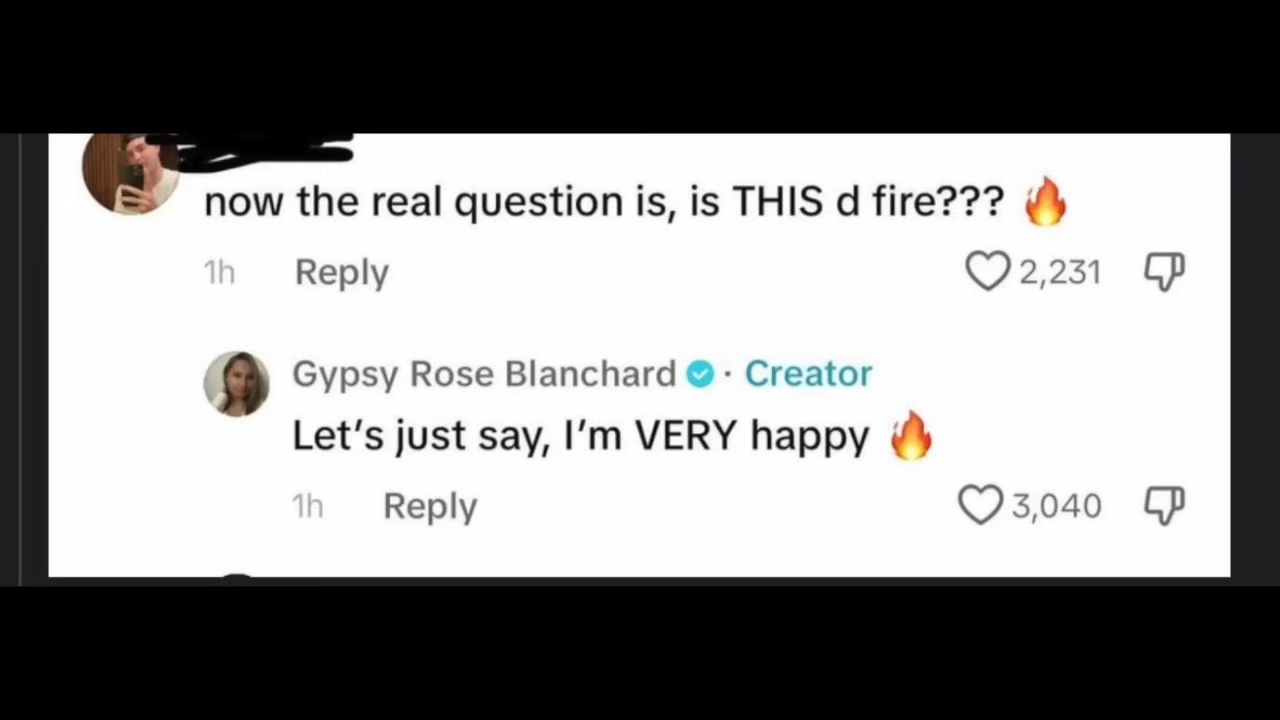 now the real question is, is THIS d fire??? 🔥
1h Reply 2,231
Gypsy Rose Blanchard · Creator
Let’s just say, I’m VERY happy 🔥
1h Reply 3,040